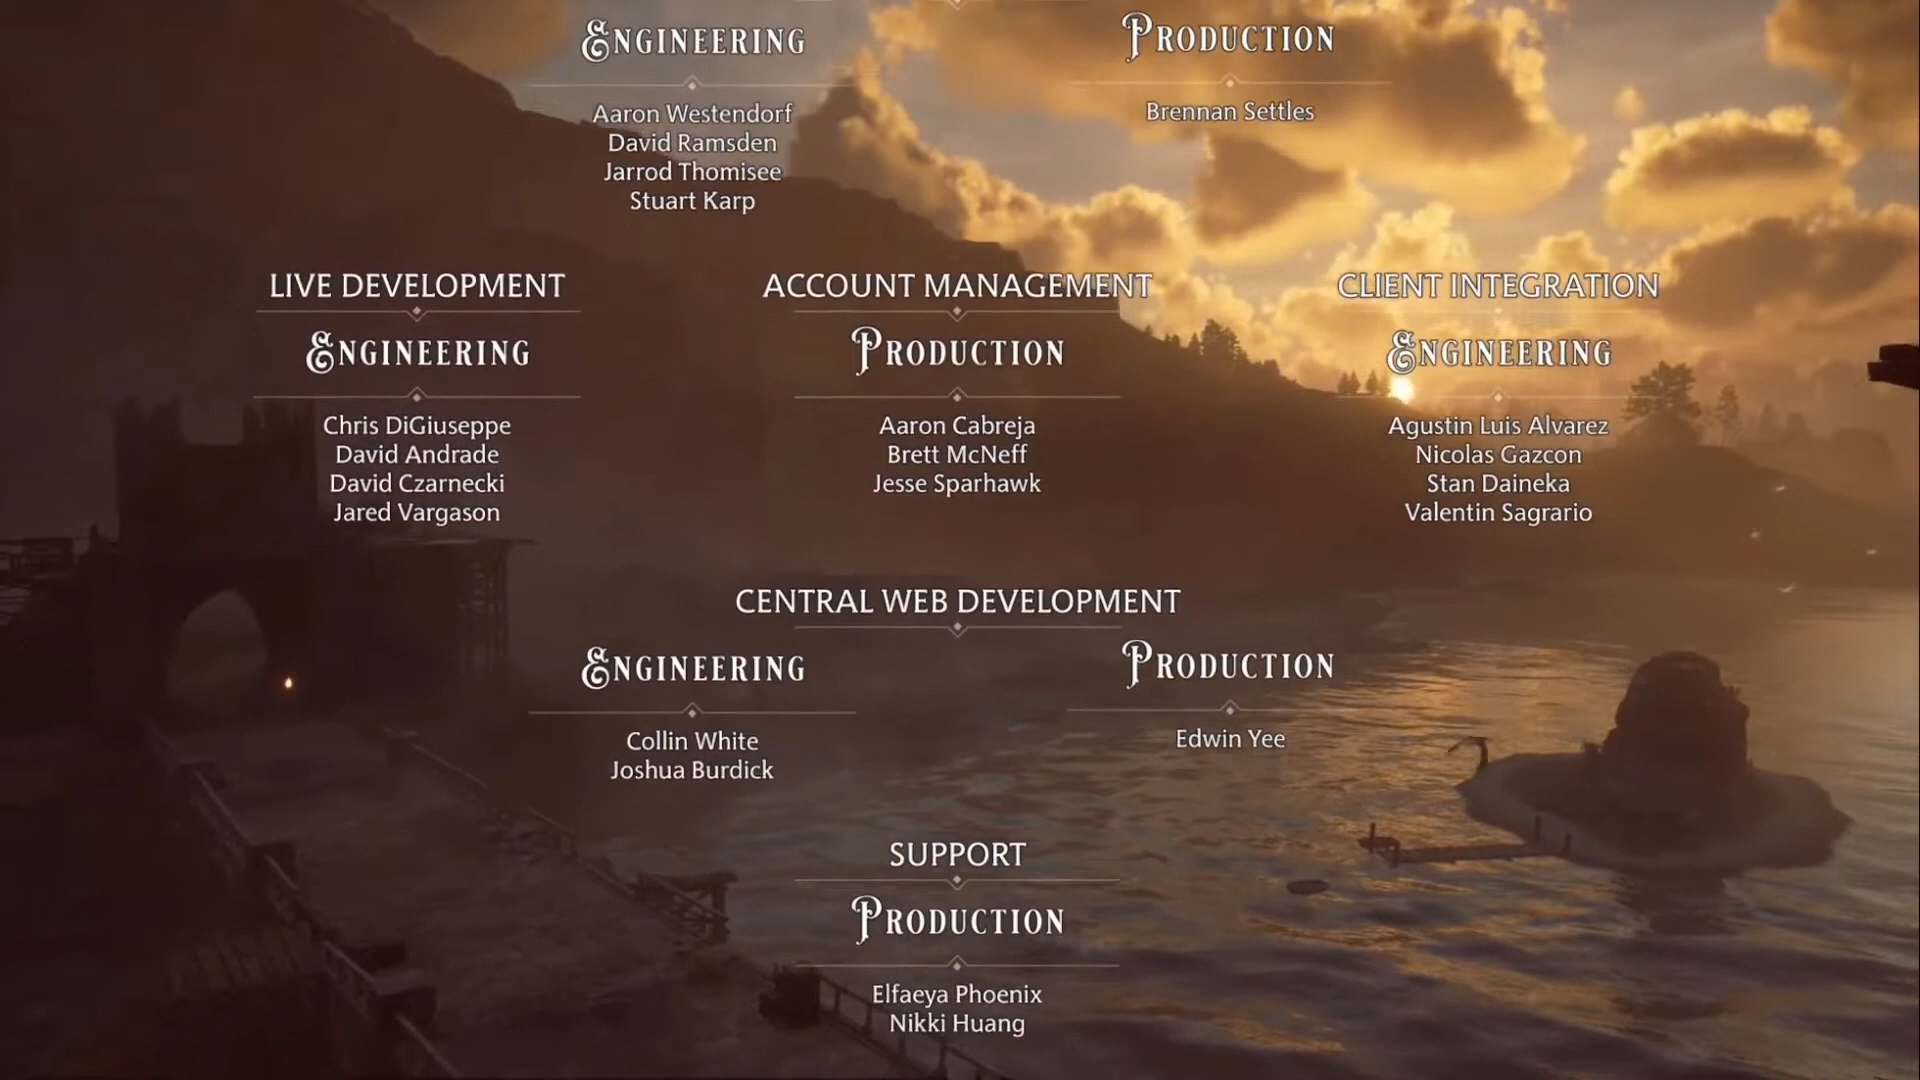 ENGINEERING
Aaron Westendorf
David Ramsden
Jarrod Thomisee
Stuart Karp
PRODUCTION
Brennan Settles
LIVE DEVELOPMENT
ENGINEERING
Chris DiGiuseppe
David Andrade
David Czarnecki
Jared Vargason
ACCOUNT MANAGEMENT
PRODUCTION
Aaron Cabreja
Brett McNeff
Jesse Sparhawk
CLIENT INTEGRATION
ENGINEERING
Agustin Luis Alvarez
Nicolas Gazcon
Stan Daineka
Valentin Sagrario
CENTRAL WEB DEVELOPMENT
ENGINEERING
Collin White
Joshua Burdick
PRODUCTION
Edwin Yee
SUPPORT
PRODUCTION
Elfaeya Phoenix
Nikki Huang